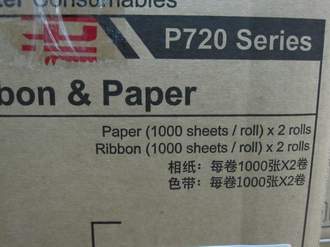 ter Consumables
P720 Series
bon & Paper
Paper (1000 sheets / roll) x 2 rolls
Ribbon (1000 sheets / roll) x 2 rolls
相纸：每卷1000张X2卷
色带：每卷1000张X2卷